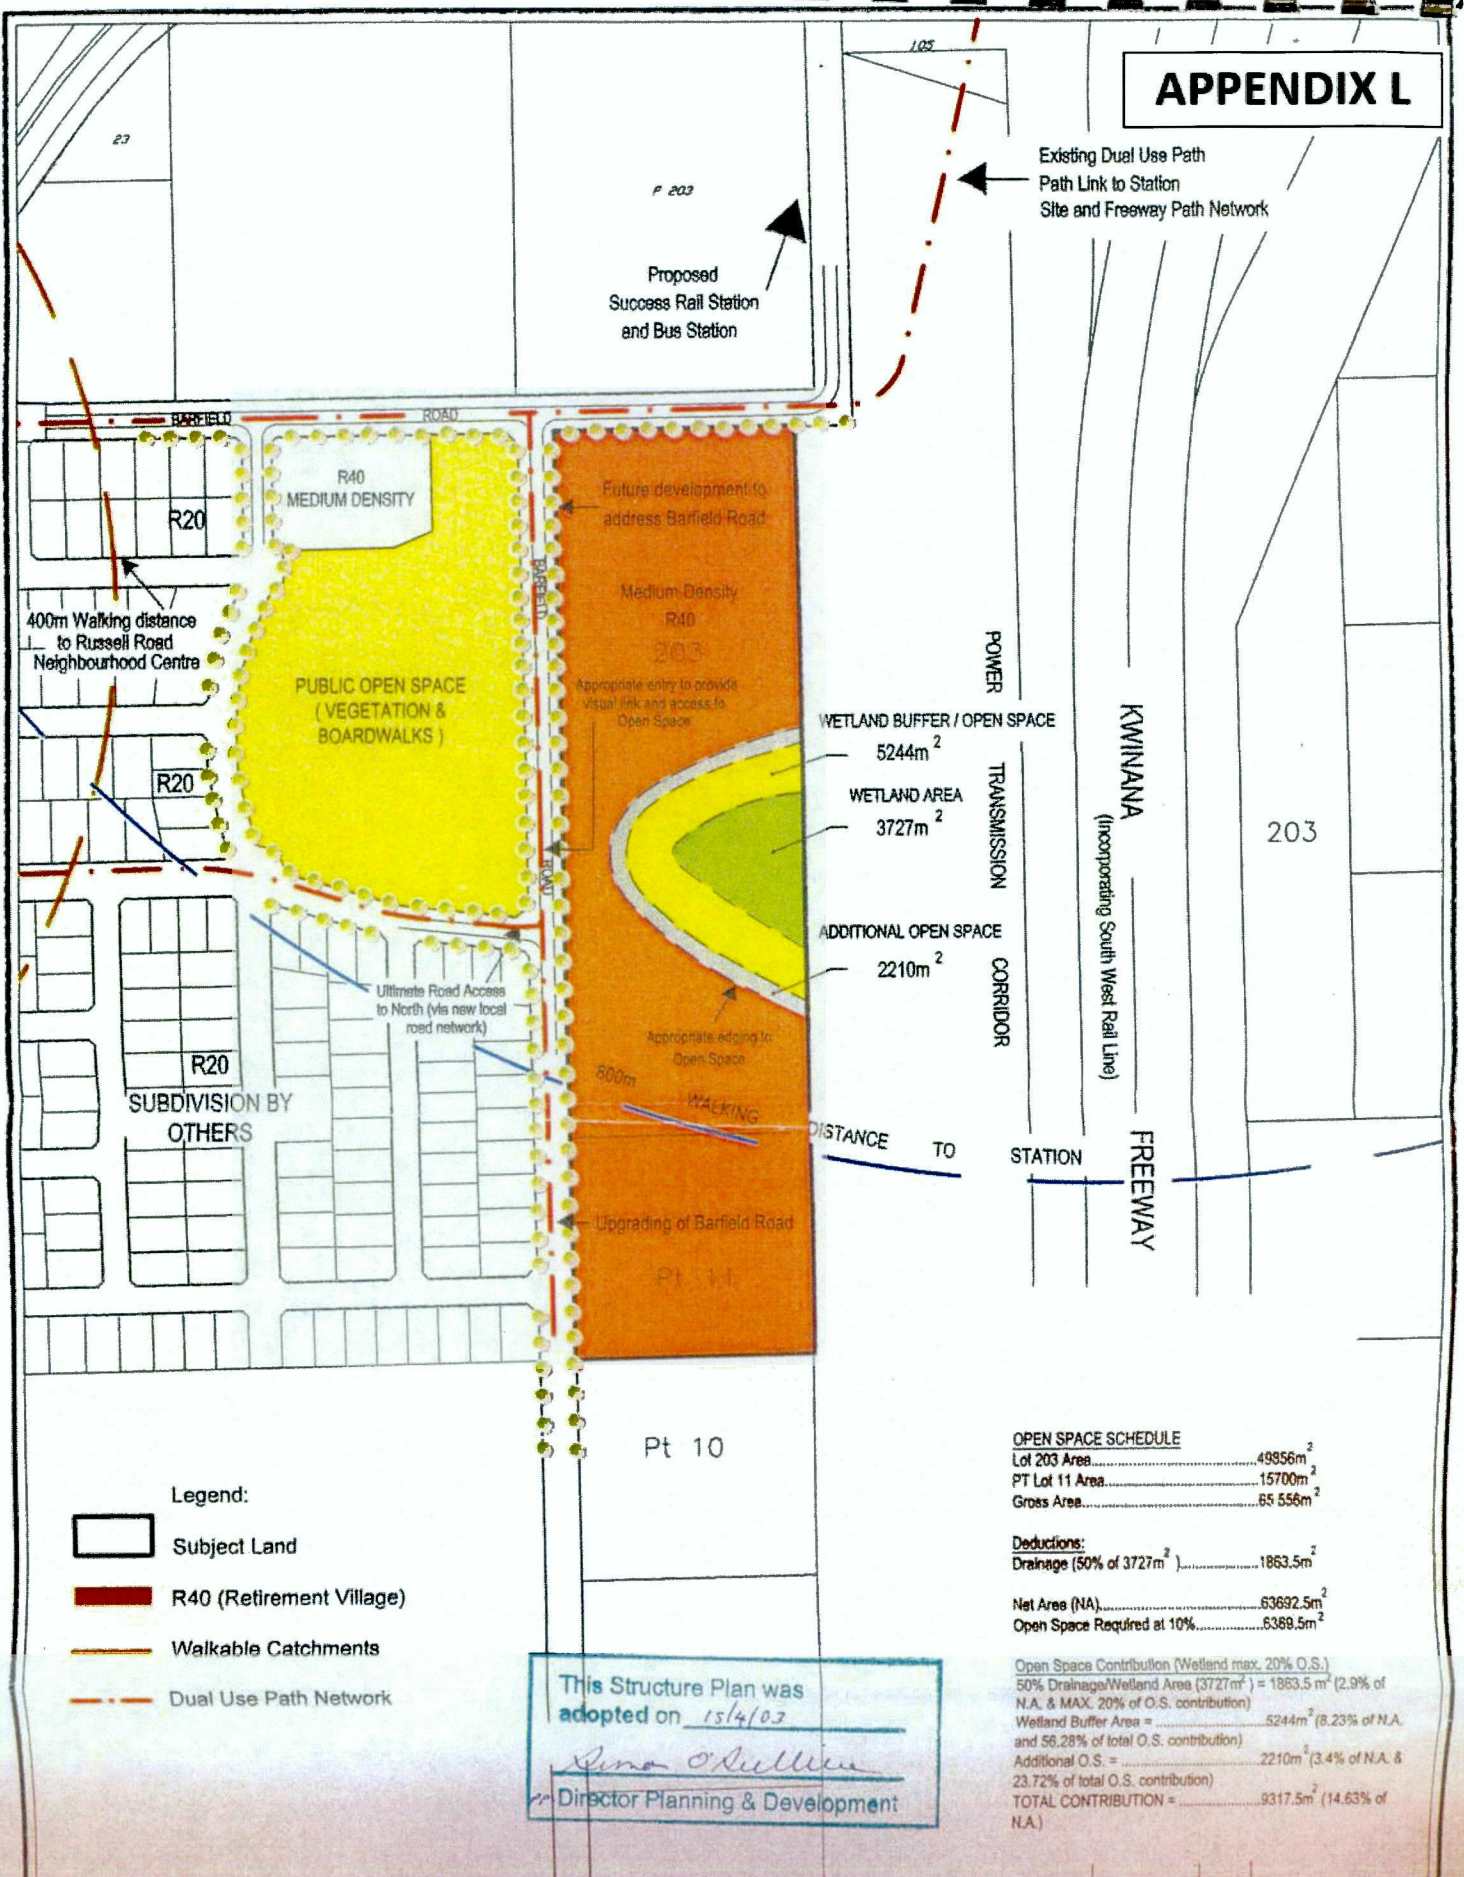 APPENDIX L
105
23
P 203
Existing Dual Use Path
Path Link to Station
Site and Freeway Path Network
Proposed
Success Rail Station
and Bus Station
BARFIELD
ROAD
R40
MEDIUM DENSITY
R20
Future development to
address Barfield Road
BARFIELD
Medium Density
R40
203
400m Walking distance
to Russell Road
Neighbourhood Centre
Appropriate entry to provide
visual link and access to
Open Space
PUBLIC OPEN SPACE
( VEGETATION &
BOARDWALKS )
POWER
TRANSMISSION
CORRIDOR
WETLAND BUFFER / OPEN SPACE
5244m²
WETLAND AREA
3727m²
KWINANA
(Incorporating South West Rail Line)
FREEWAY
203
R20
ROAD
ADDITIONAL OPEN SPACE
2210m²
Ultimate Road Access
to North (via new local
road network)
Appropriate edging to
Open Space
R20
SUBDIVISION BY
OTHERS
800m
WALKING
DISTANCE
TO
STATION
Upgrading of Barfield Road
Pt 11
Pt 10
Legend:
Subject Land
R40 (Retirement Village)
Walkable Catchments
Dual Use Path Network
OPEN SPACE SCHEDULE
Lot 203 Area..........49856m²
PT Lot 11 Area..........15700m²
Gross Area..........65 556m²
Deductions:
Drainage (50% of 3727m² )..........1863.5m²
Net Area (NA)..........63692.5m²
Open Space Required at 10%..........6369.5m²
Open Space Contribution (Wetland max. 20% O.S.)
50% Drainage/Wetland Area (3727m² ) = 1863.5 m² (2.9% of
N.A. & MAX. 20% of O.S. contribution)
Wetland Buffer Area = ..........5244m² (8.23% of N.A.
and 56.28% of total O.S. contribution)
Additional O.S. = ..........2210m² (3.4% of N.A. &
23.72% of total O.S. contribution)
TOTAL CONTRIBUTION = ..........9317.5m² (14.63% of
N.A.)
This Structure Plan was
adopted on 15/4/03
Director Planning & Development